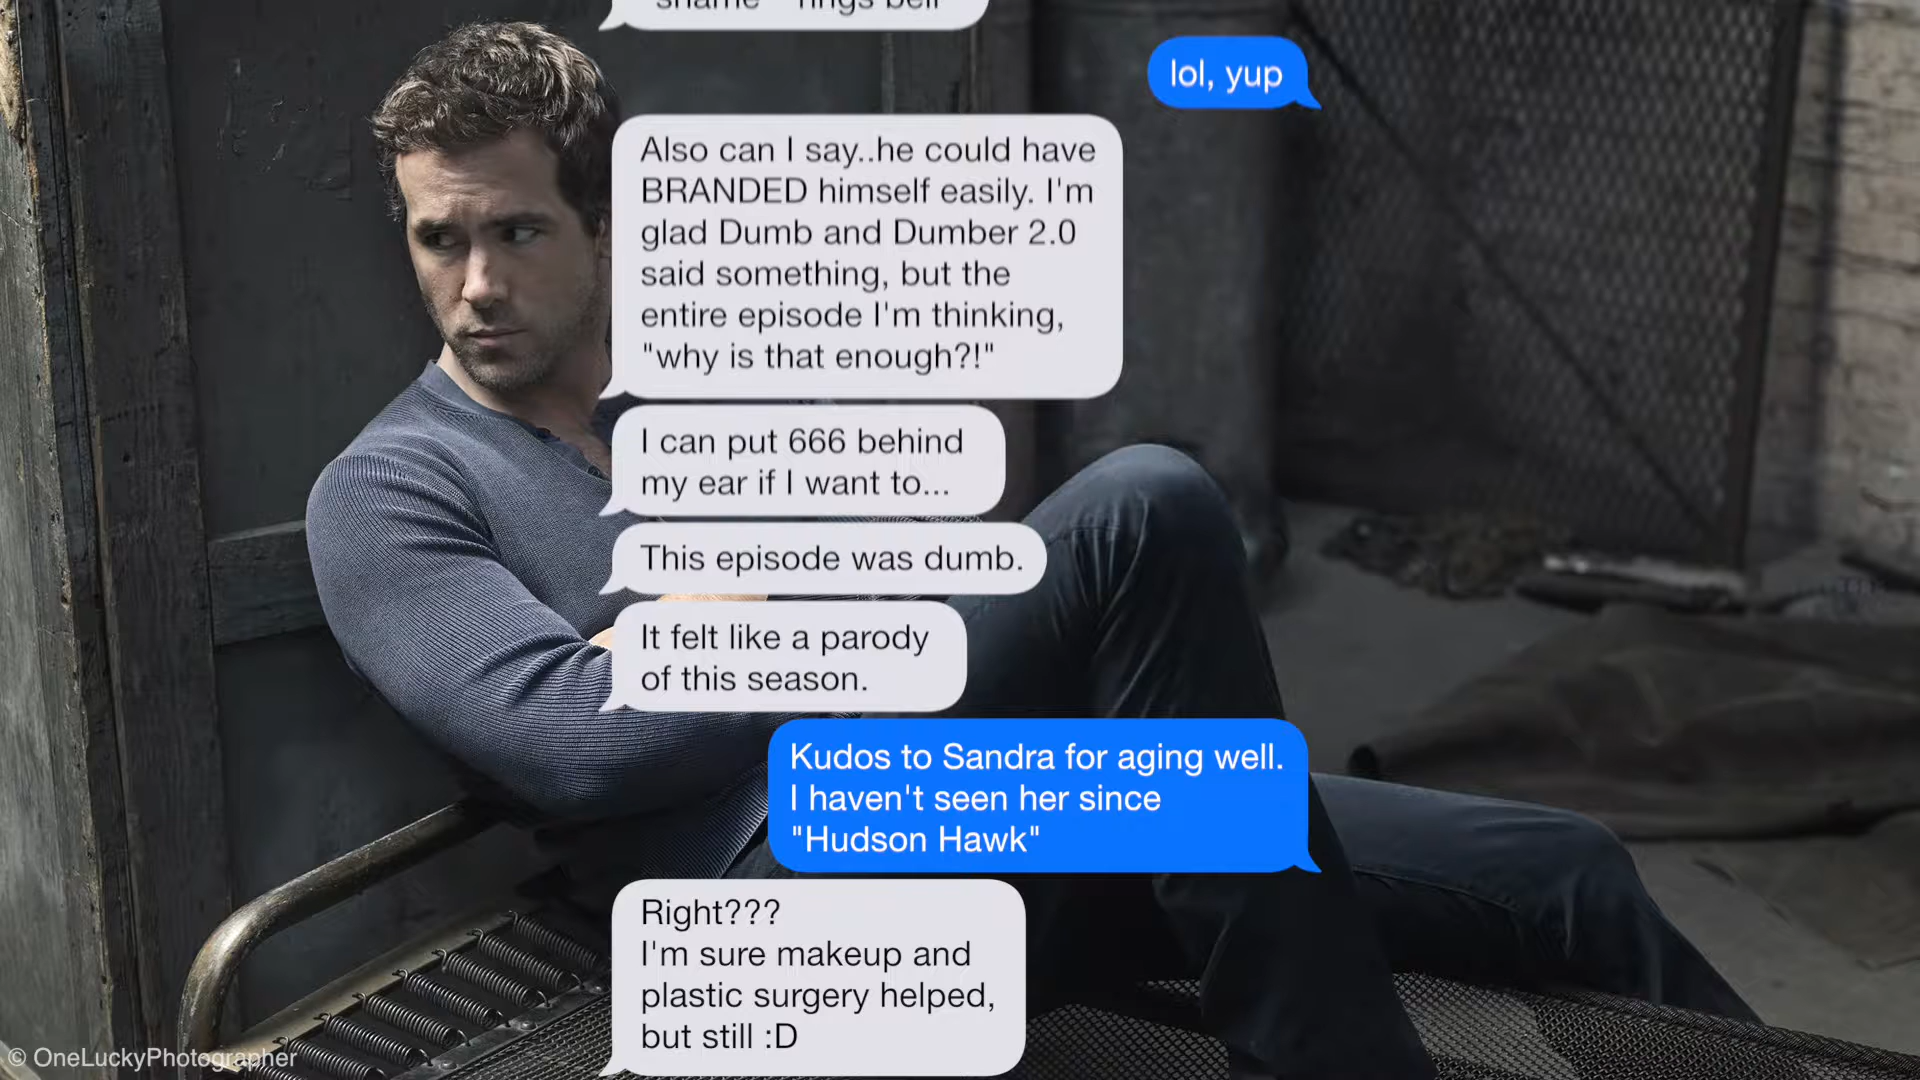 "shame" *rings bell*
lol, yup
Also can I say..he could have
BRANDED himself easily. I'm
glad Dumb and Dumber 2.0
said something, but the
entire episode I'm thinking,
"why is that enough?!"
I can put 666 behind
my ear if I want to...
This episode was dumb.
It felt like a parody
of this season.
Kudos to Sandra for aging well.
I haven't seen her since
"Hudson Hawk"
Right???
I'm sure makeup and
plastic surgery helped,
but still :D
© OneLuckyPhotographer